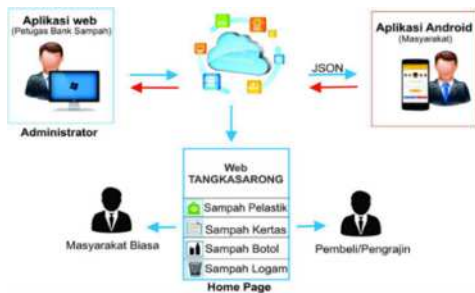 Aplikasi web
(Petugas Bank Sampah)
Administrator
JSON
Aplikasi Android
(Masyarakat)
Web
TANGKASARONG
Sampah Pelastik
Sampah Kertas
Sampah Botol
Sampah Logam
Home Page
Masyarakat Biasa
Pembeli/Pengrajin